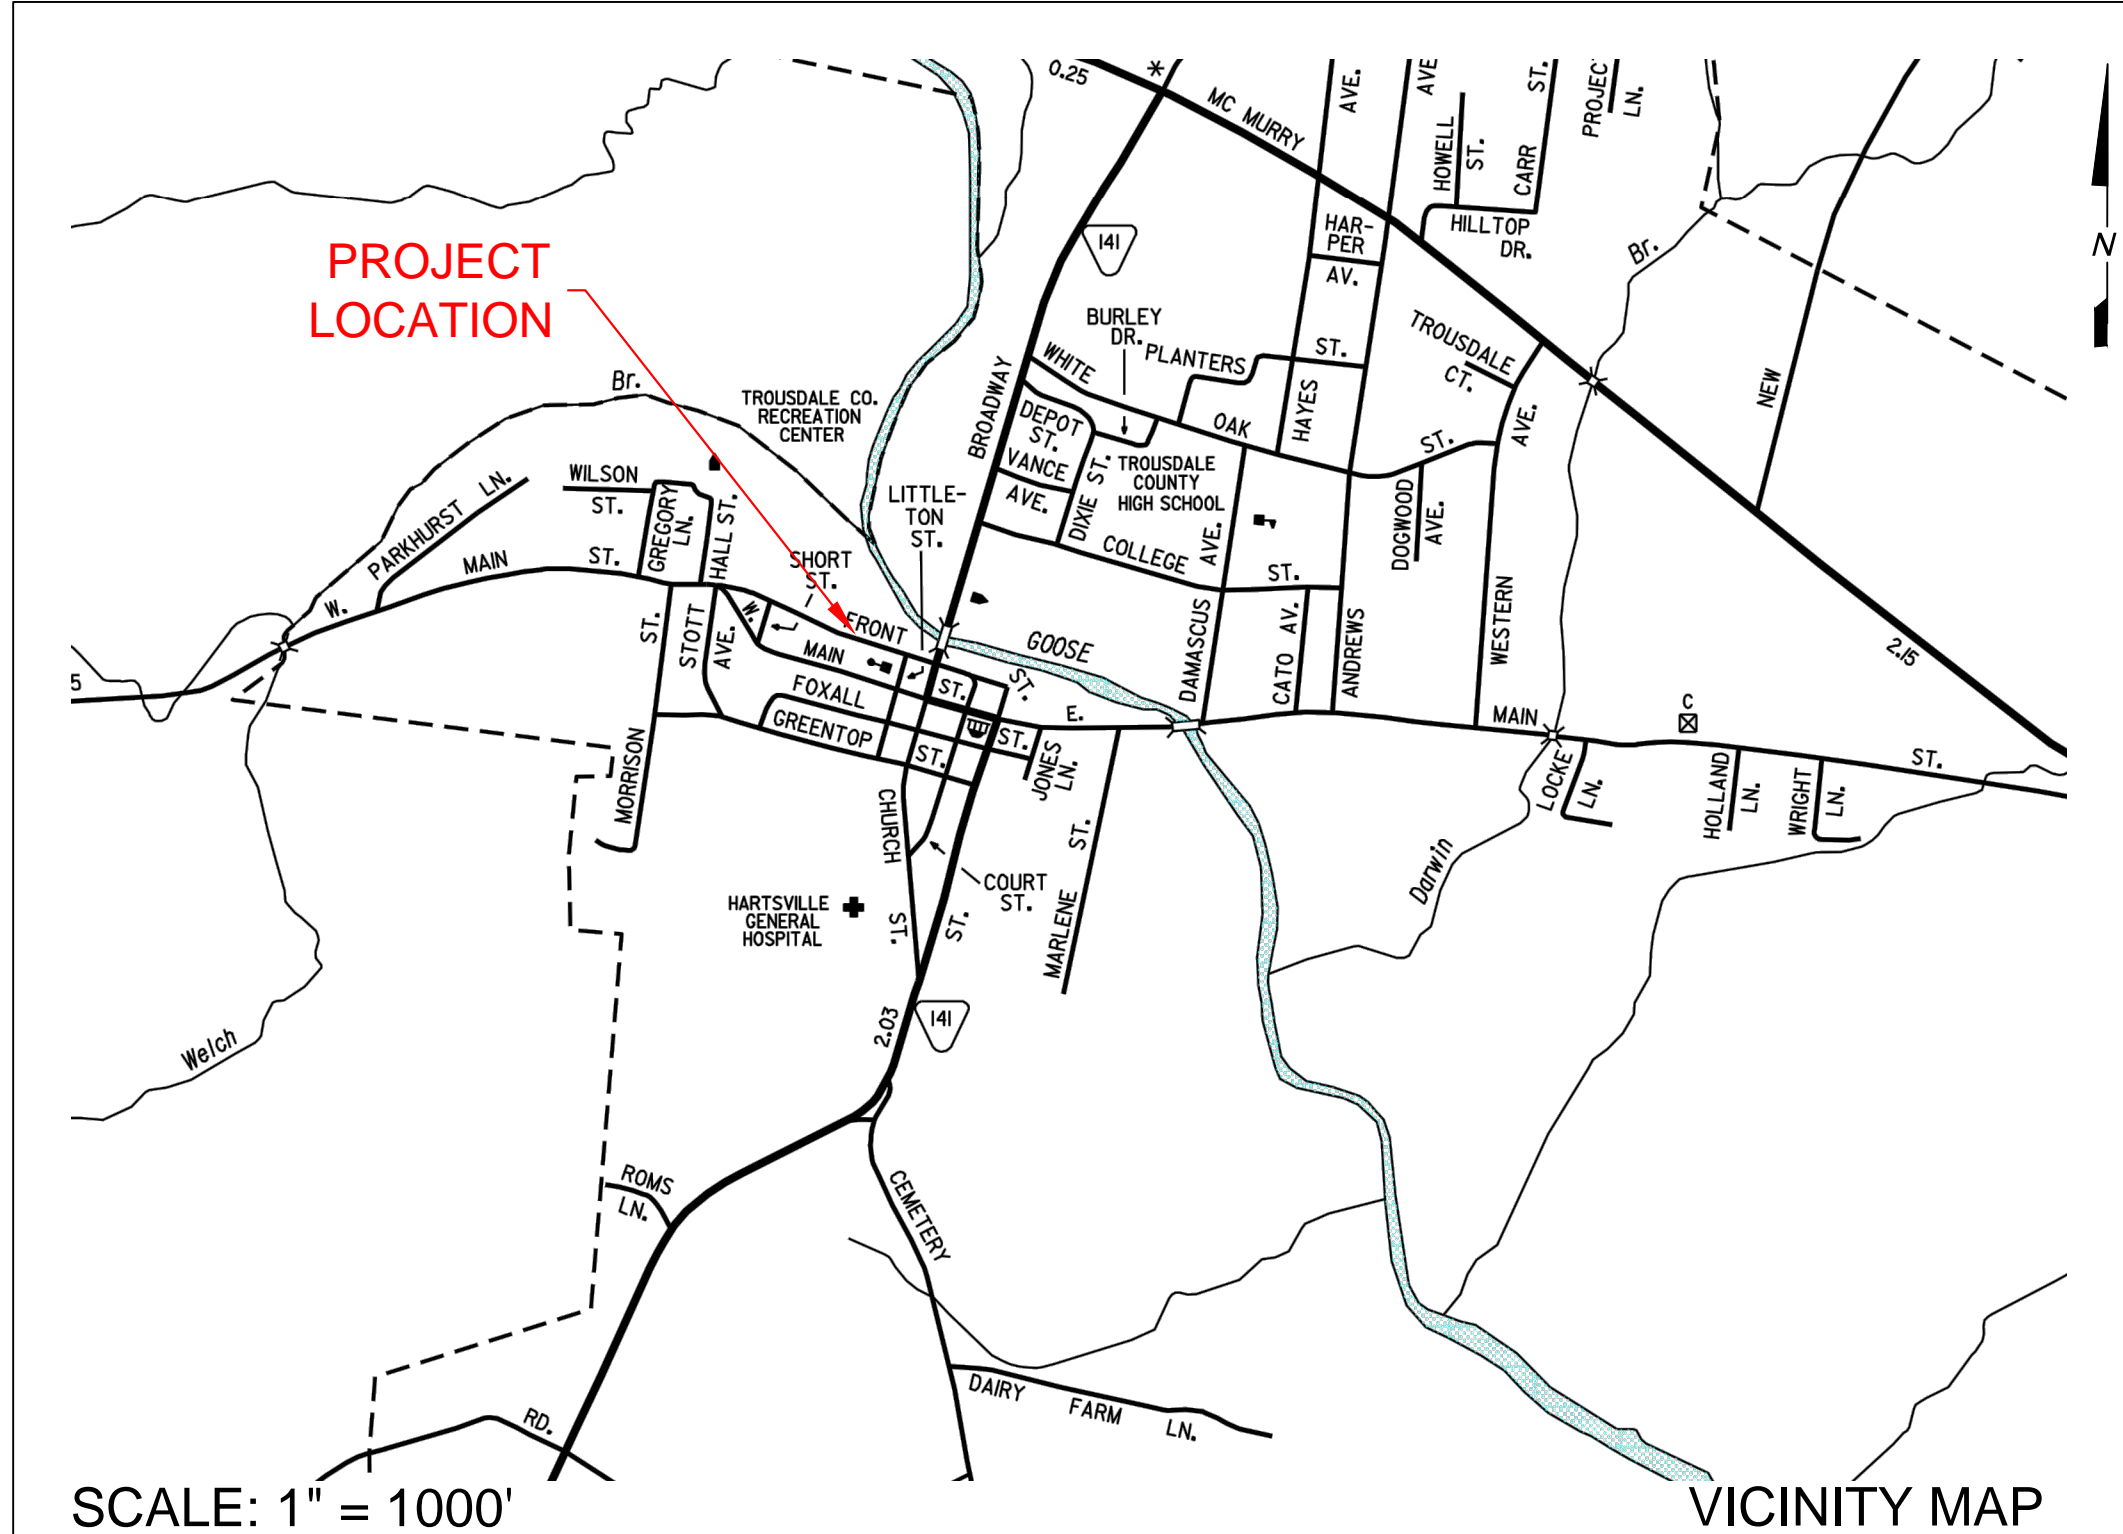 0.25
*
MC MURRY
AVE.
AVE
HOWELL
ST.
CARR
ST.
PROJEC
LN.
HILLTOP
DR.
HAR-
PER
AV.
141
Br.
N
PROJECT
LOCATION
BURLEY
DR.
PLANTERS
ST.
WHITE
OAK
ST.
TROUSDALE
CT.
NEW
Br.
TROUSDALE CO.
RECREATION
CENTER
BROADWAY
DEPOT
ST.
VANCE
AVE.
DIXIE ST.
TROUSDALE
COUNTY
HIGH SCHOOL
HAYES
AVE.
DOGWOOD
AVE.
PARKHURST LN.
WILSON
ST.
GREGORY
LN.
HALL ST.
LITTLE-
TON
ST.
COLLEGE
ST.
AVE.
DAMASCUS
W.
MAIN
ST.
SHORT
ST.
FRONT
ST.
W.
MAIN
ST.
STOTT
AVE.
ST.
MORRISON
FOXALL
ST.
GREENTOP
ST.
GOOSE
CATO AV.
ANDREWS
WESTERN
2.15
5
E.
MAIN
ST.
C
JONES
LN.
LOCKE
LN.
HOLLAND
LN.
WRIGHT
LN.
CHURCH
ST.
COURT
ST.
ST.
MARLENE
ST.
Darwin
HARTSVILLE
GENERAL
HOSPITAL
141
2.03
Welch
ROMS
LN.
CEMETERY
DAIRY FARM LN.
RD.
SCALE: 1" = 1000'
VICINITY MAP